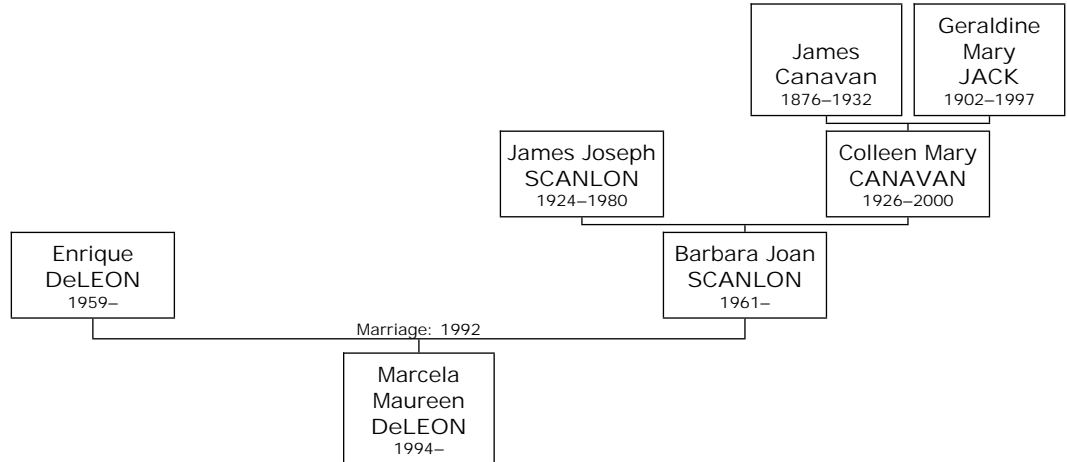 James
Canavan
1876–1932
Geraldine
Mary
JACK
1902–1997
James Joseph
SCANLON
1924–1980
Colleen Mary
CANAVAN
1926–2000
Enrique
DeLEON
1959–
Barbara Joan
SCANLON
1961–
Marriage: 1992
Marcela
Maureen
DeLEON
1994–